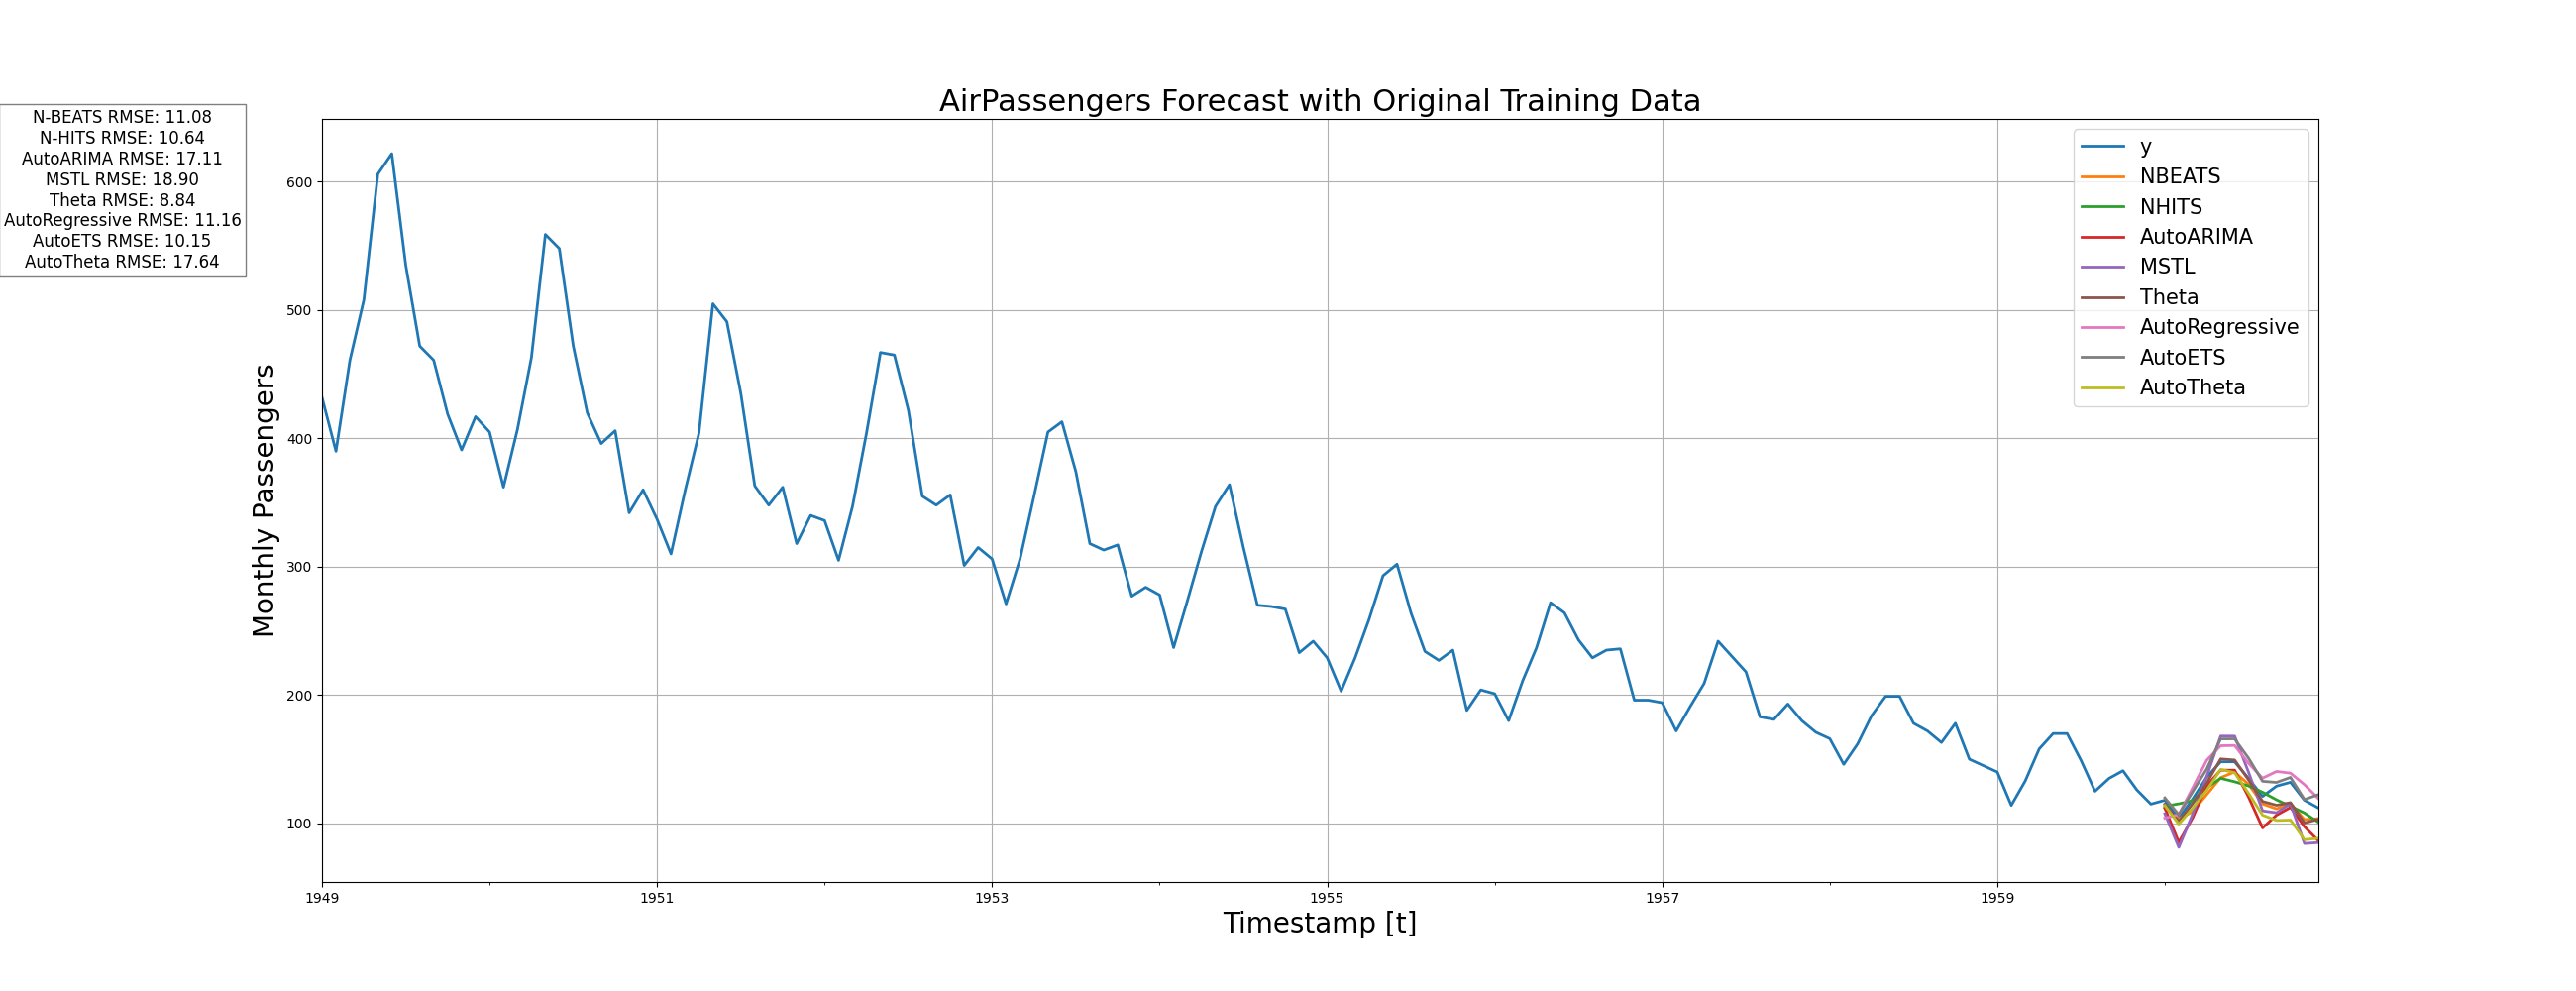 AirPassengers Forecast with Original Training Data
N-BEATS RMSE: 11.08
N-HITS RMSE: 10.64
AutoARIMA RMSE: 17.11
MSTL RMSE: 18.90
Theta RMSE: 8.84
AutoRegressive RMSE: 11.16
AutoETS RMSE: 10.15
AutoTheta RMSE: 17.64
y
NBEATS
NHITS
AutoARIMA
MSTL
Theta
AutoRegressive
AutoETS
AutoTheta
Monthly Passengers
600
500
400
300
200
100
1949
1951
1953
1955
1957
1959
Timestamp [t]